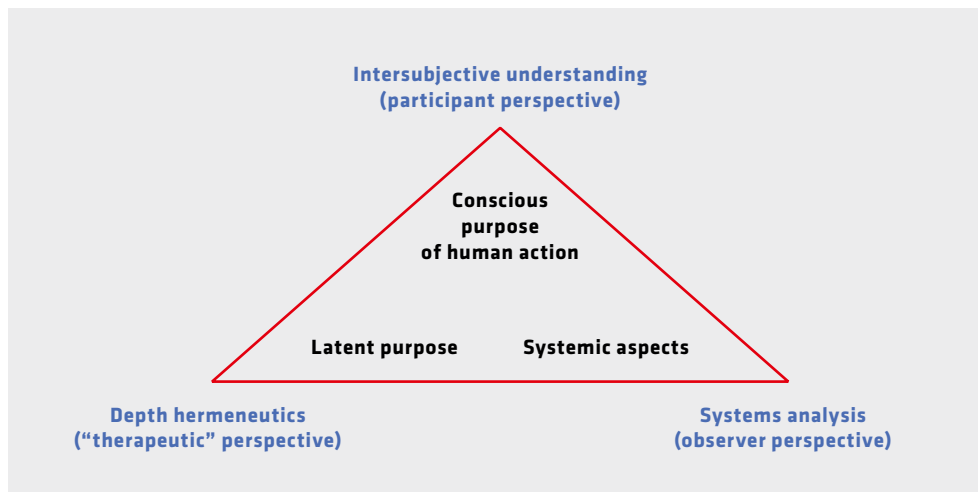 Intersubjective understanding
(participant perspective)
Conscious
purpose
of human action
Latent purpose
Systemic aspects
Depth hermeneutics
(“therapeutic” perspective)
Systems analysis
(observer perspective)